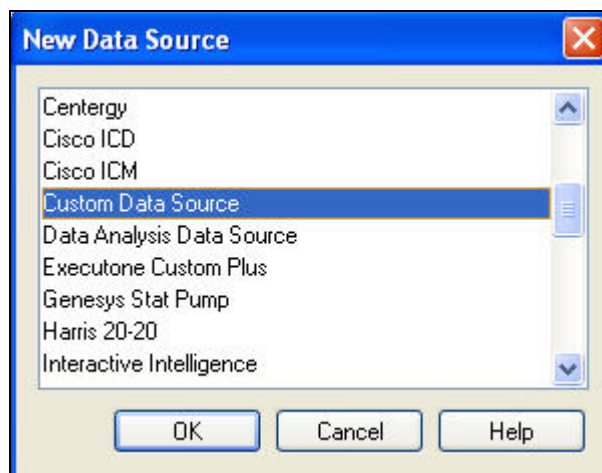 New Data Source
Centergy
Cisco ICD
Cisco ICM
Custom Data Source
Data Analysis Data Source
Executone Custom Plus
Genesys Stat Pump
Harris 20-20
Interactive Intelligence
OK Cancel Help